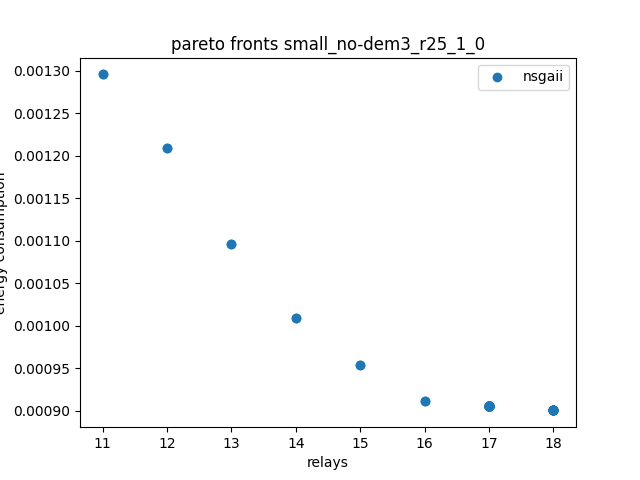 pareto fronts small_no-dem3_r25_1_0
nsgaii
0.00130
0.00125
0.00120
0.00115
0.00110
0.00105
0.00100
0.00095
0.00090
energy consumption
11 12 13 14 15 16 17 18
relays